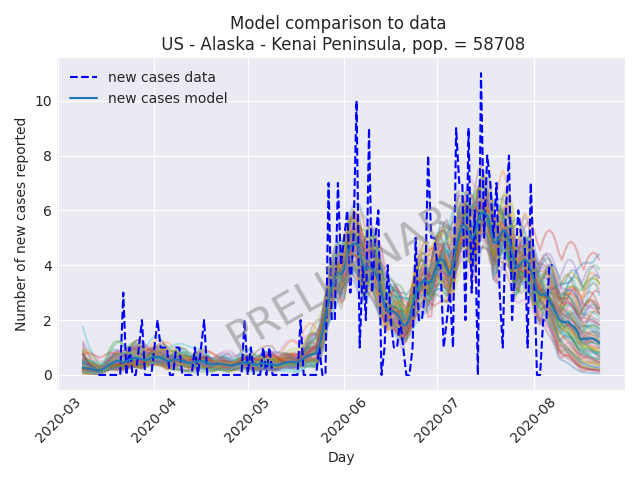 Model comparison to data
US - Alaska - Kenai Peninsula, pop. = 58708
new cases data
new cases model
Number of new cases reported
10
8
6
4
2
0
PRELIMINARY
2020-03
2020-04
2020-05
2020-06
2020-07
2020-08
Day